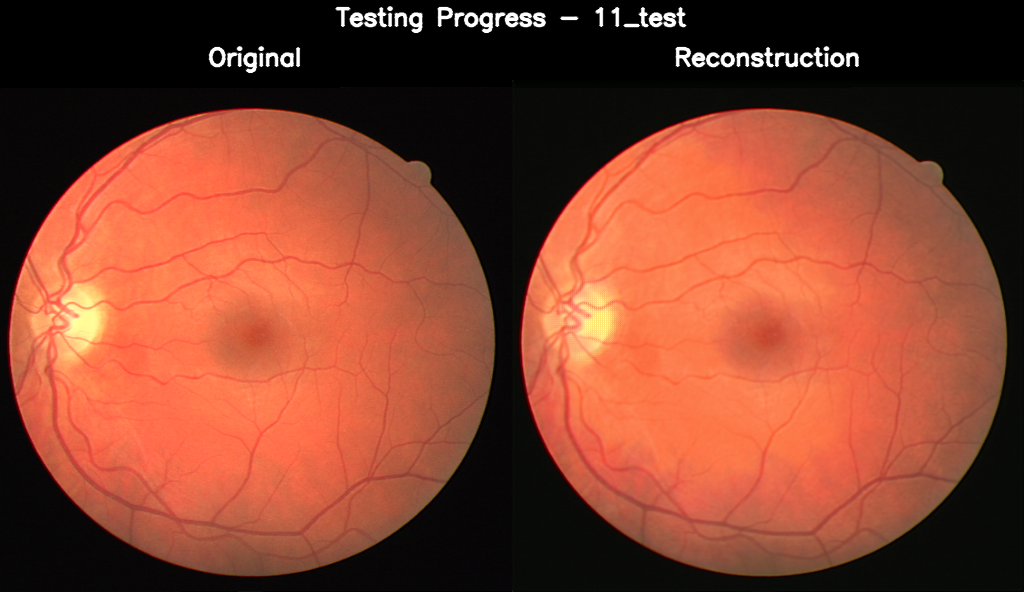 Testing Progress - 11_test
Original
Reconstruction